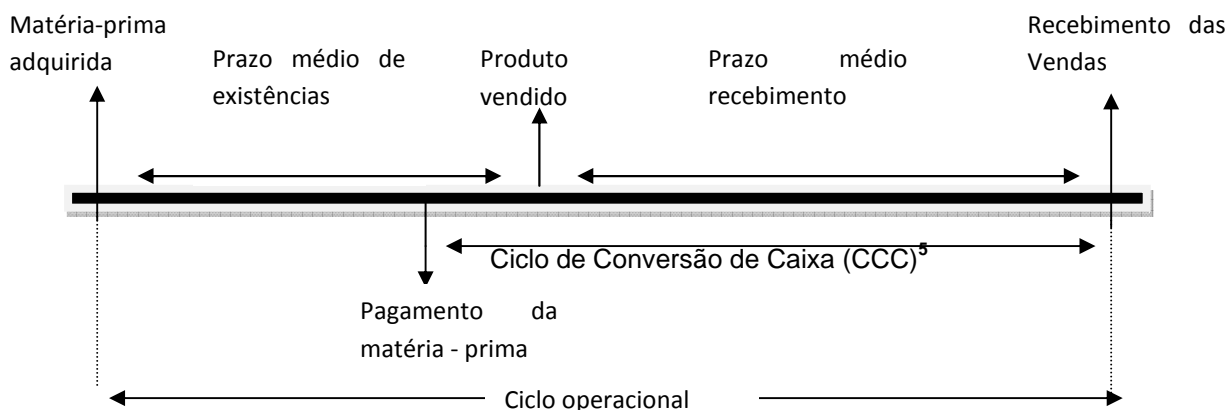 Matéria-prima
adquirida
Prazo médio de
existências
Produto
vendido
Prazo médio
recebimento
Recebimento das
Vendas
Ciclo de Conversão de Caixa (CCC)5
Pagamento da
matéria - prima
Ciclo operacional